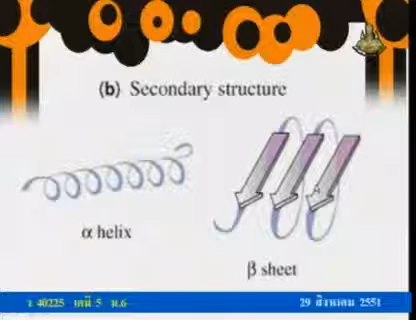 (b) Secondary structure
α helix
β sheet
ว 40225 เคมี 5 ม.6
29 สิงหาคม 2551